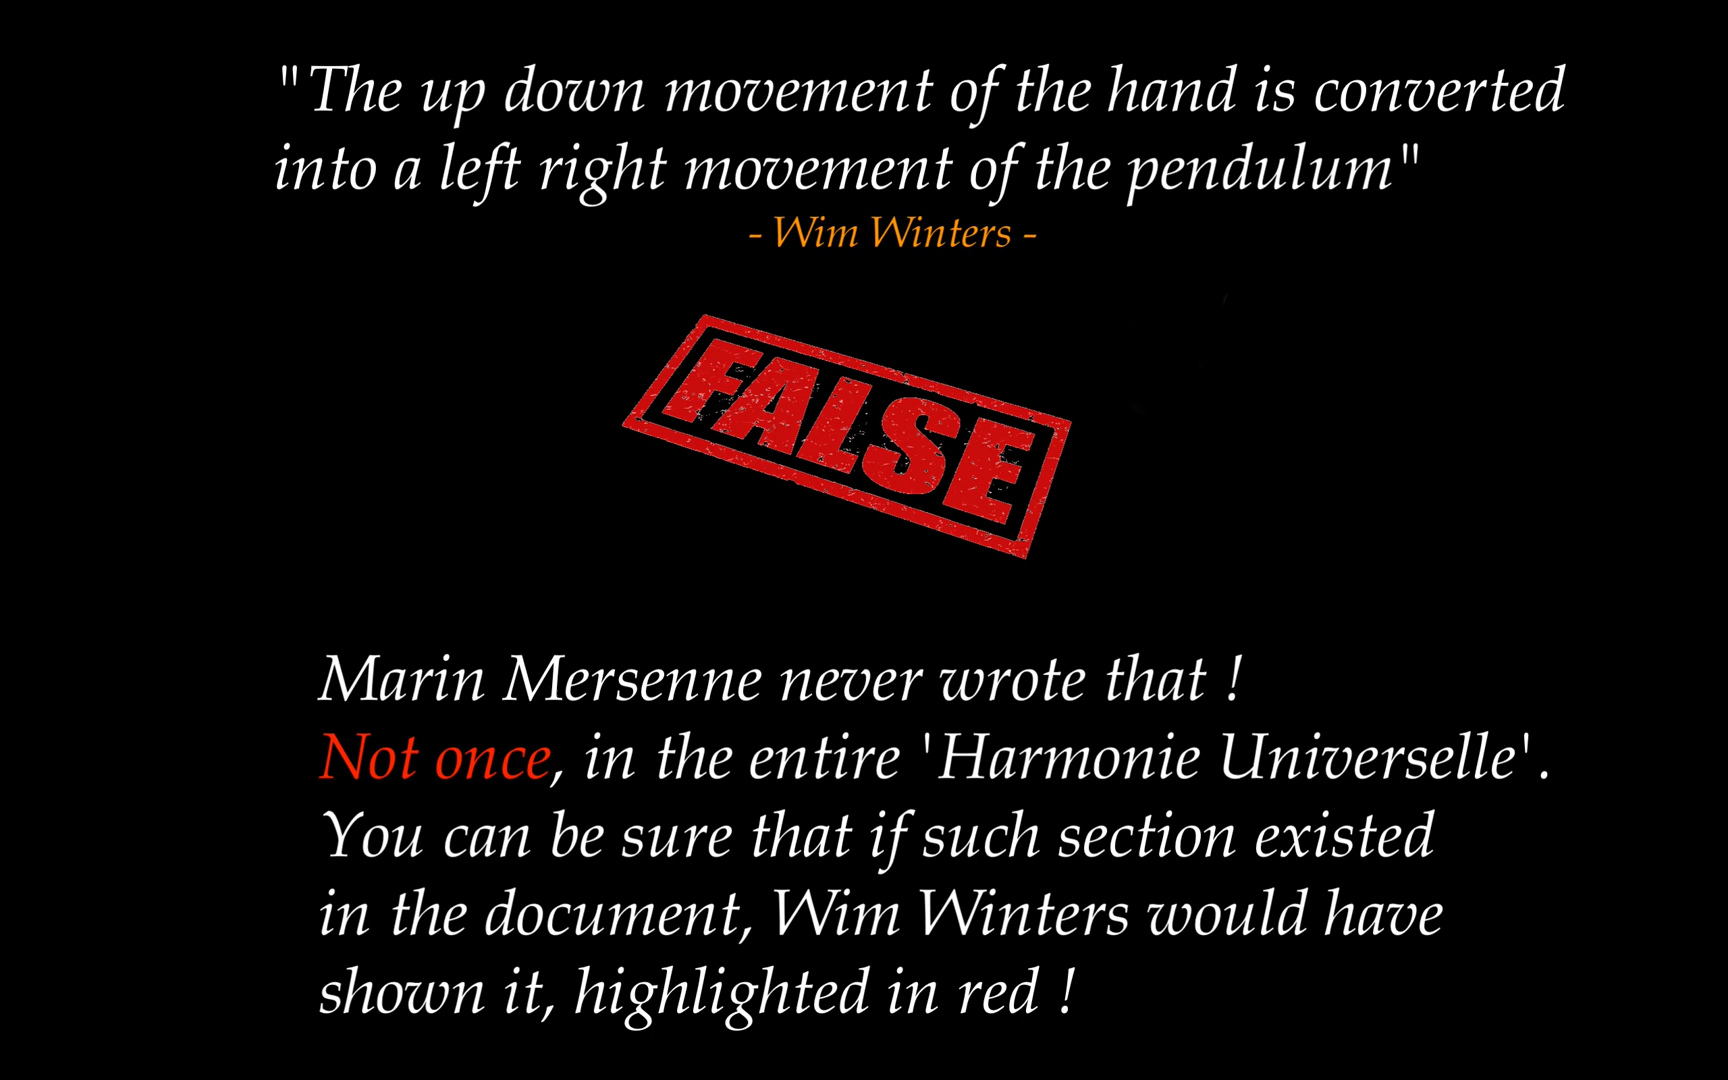 "The up down movement of the hand is converted
into a left right movement of the pendulum"
- Wim Winters -
FALSE
Marin Mersenne never wrote that !
Not once, in the entire 'Harmonie Universelle'.
You can be sure that if such section existed
in the document, Wim Winters would have
shown it, highlighted in red !